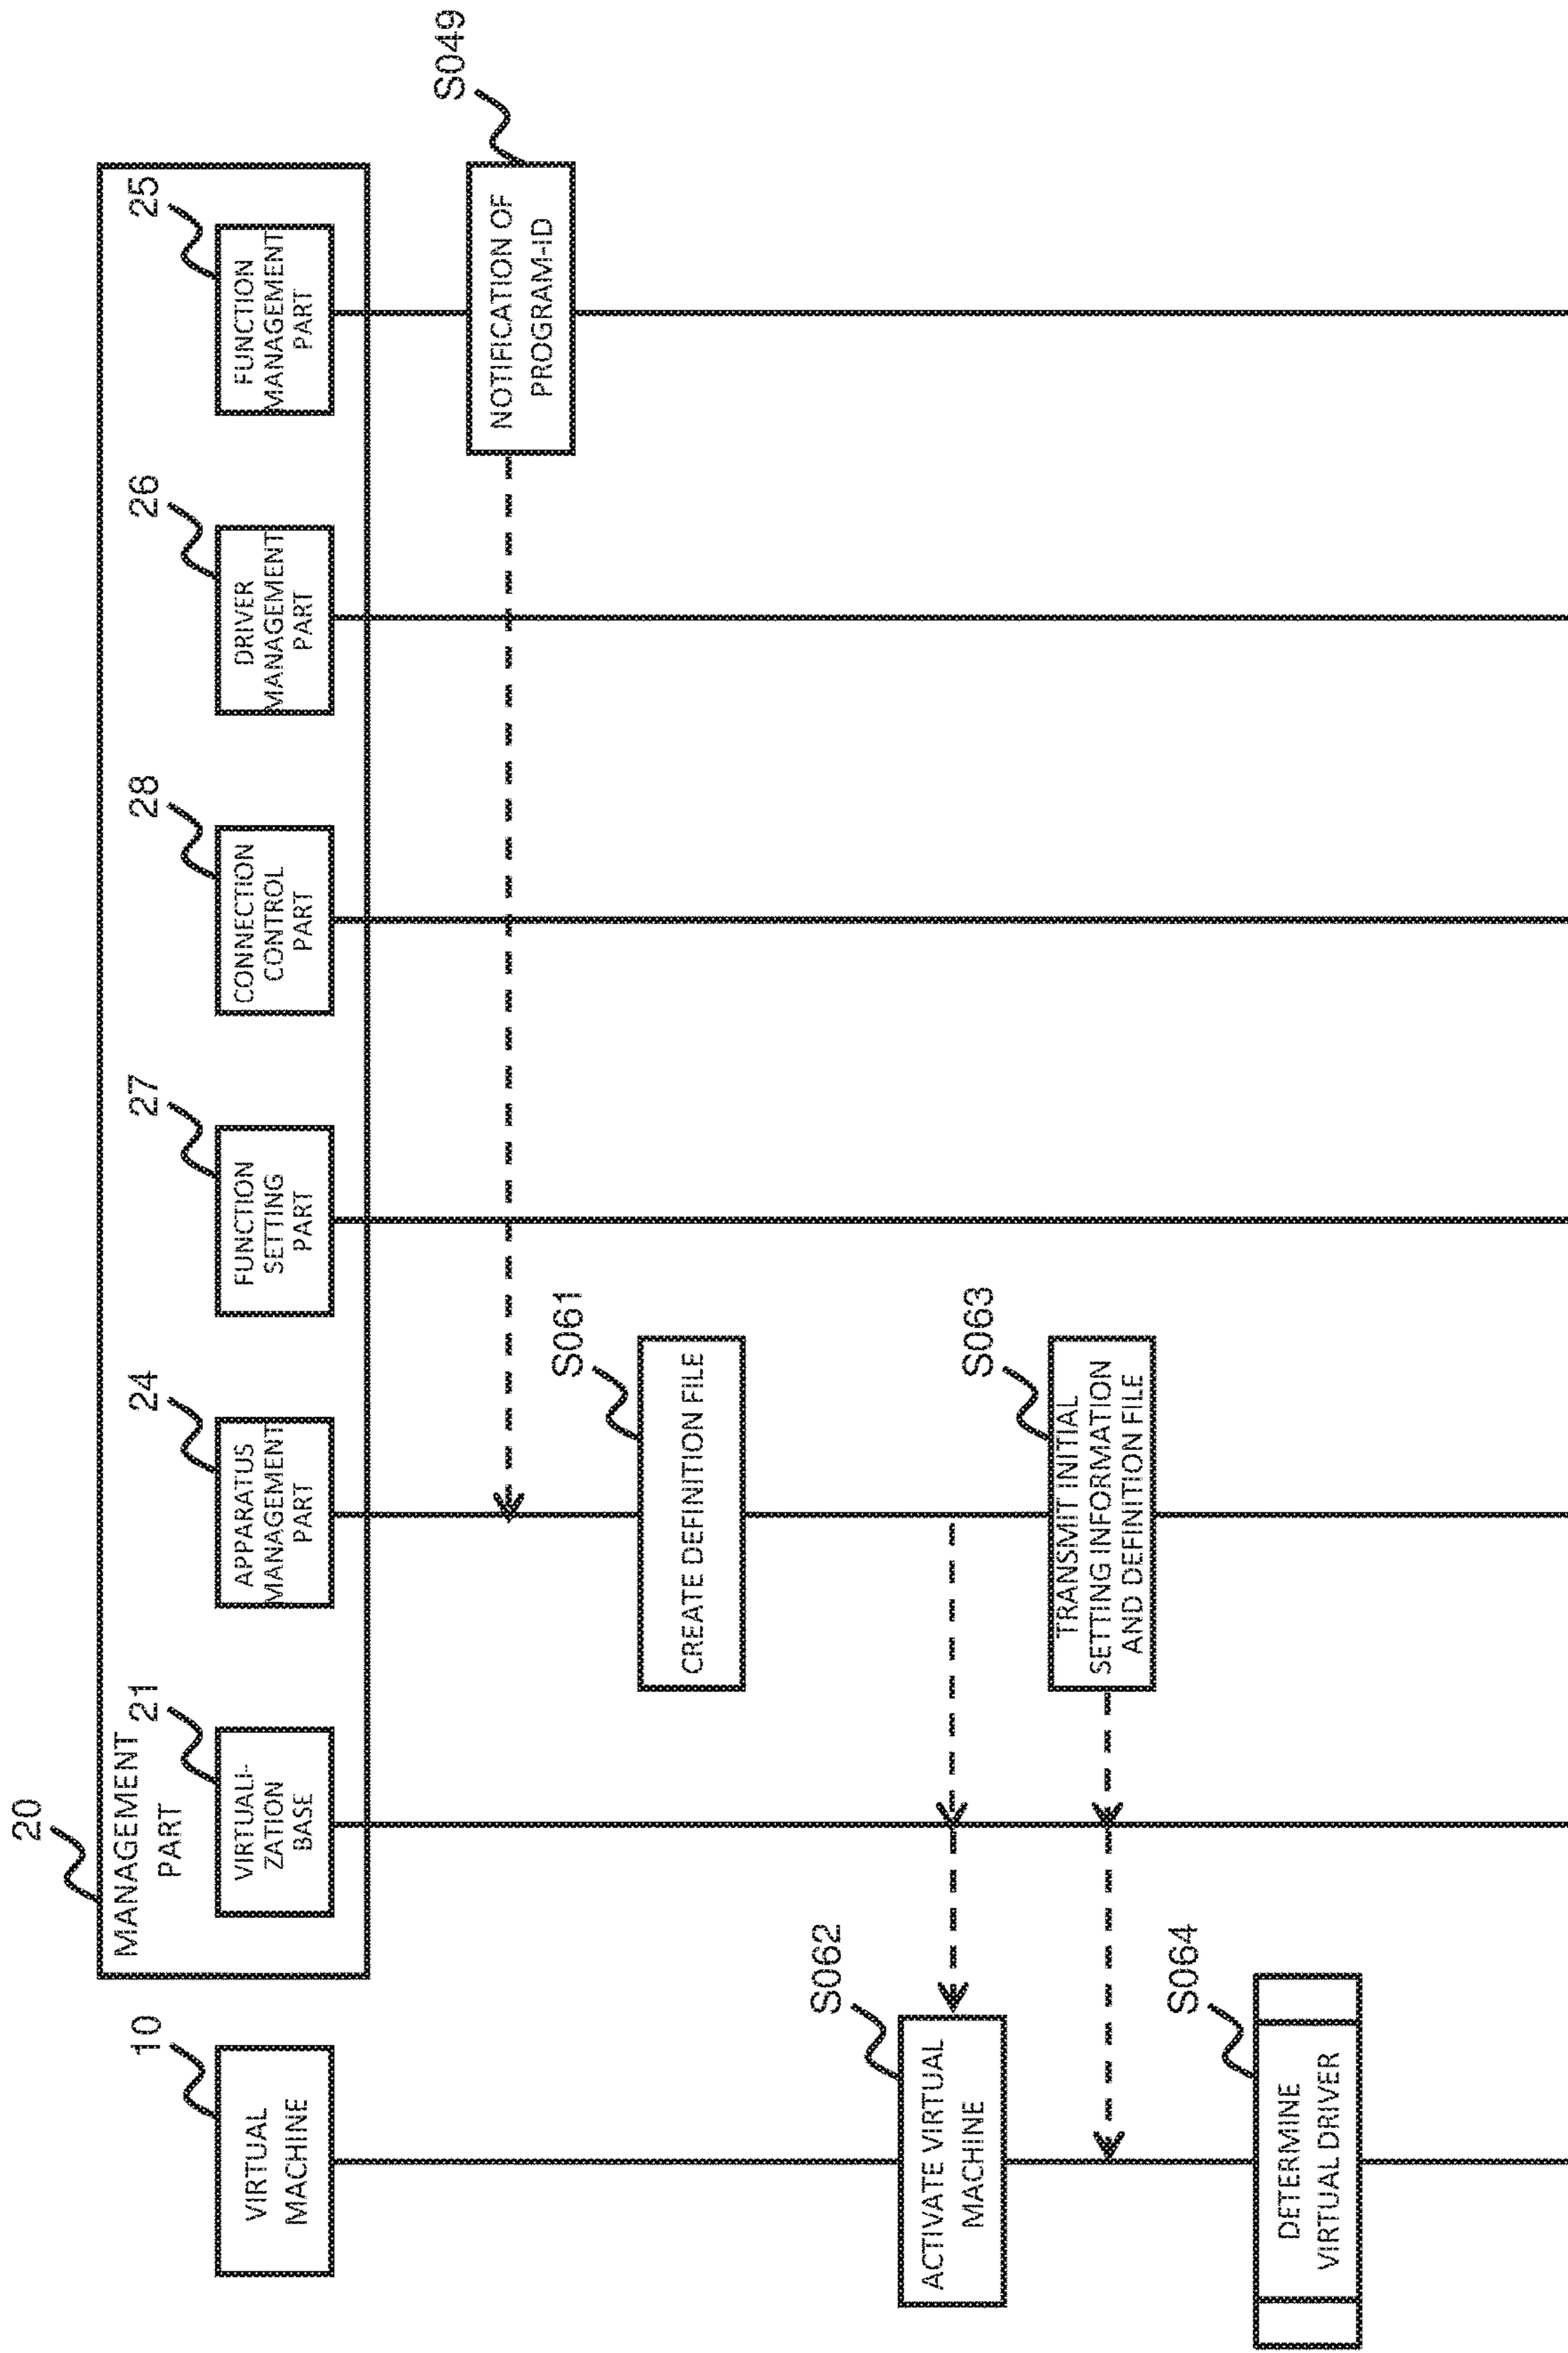 20
MANAGEMENT
PART
10
VIRTUAL
MACHINE
21
VIRTUALI-
ZATION
BASE
24
APPARATUS
MANAGEMENT
PART
27
FUNCTION
SETTING
PART
28
CONNECTION
CONTROL
PART
26
DRIVER
MANAGEMENT
PART
25
FUNCTION
MANAGEMENT
PART
S049
NOTIFICATION OF
PROGRAM-ID
S061
CREATE DEFINITION FILE
S062
ACTIVATE VIRTUAL
MACHINE
S063
TRANSMIT INITIAL
SETTING INFORMATION
AND DEFINITION FILE
S064
DETERMINE
VIRTUAL DRIVER